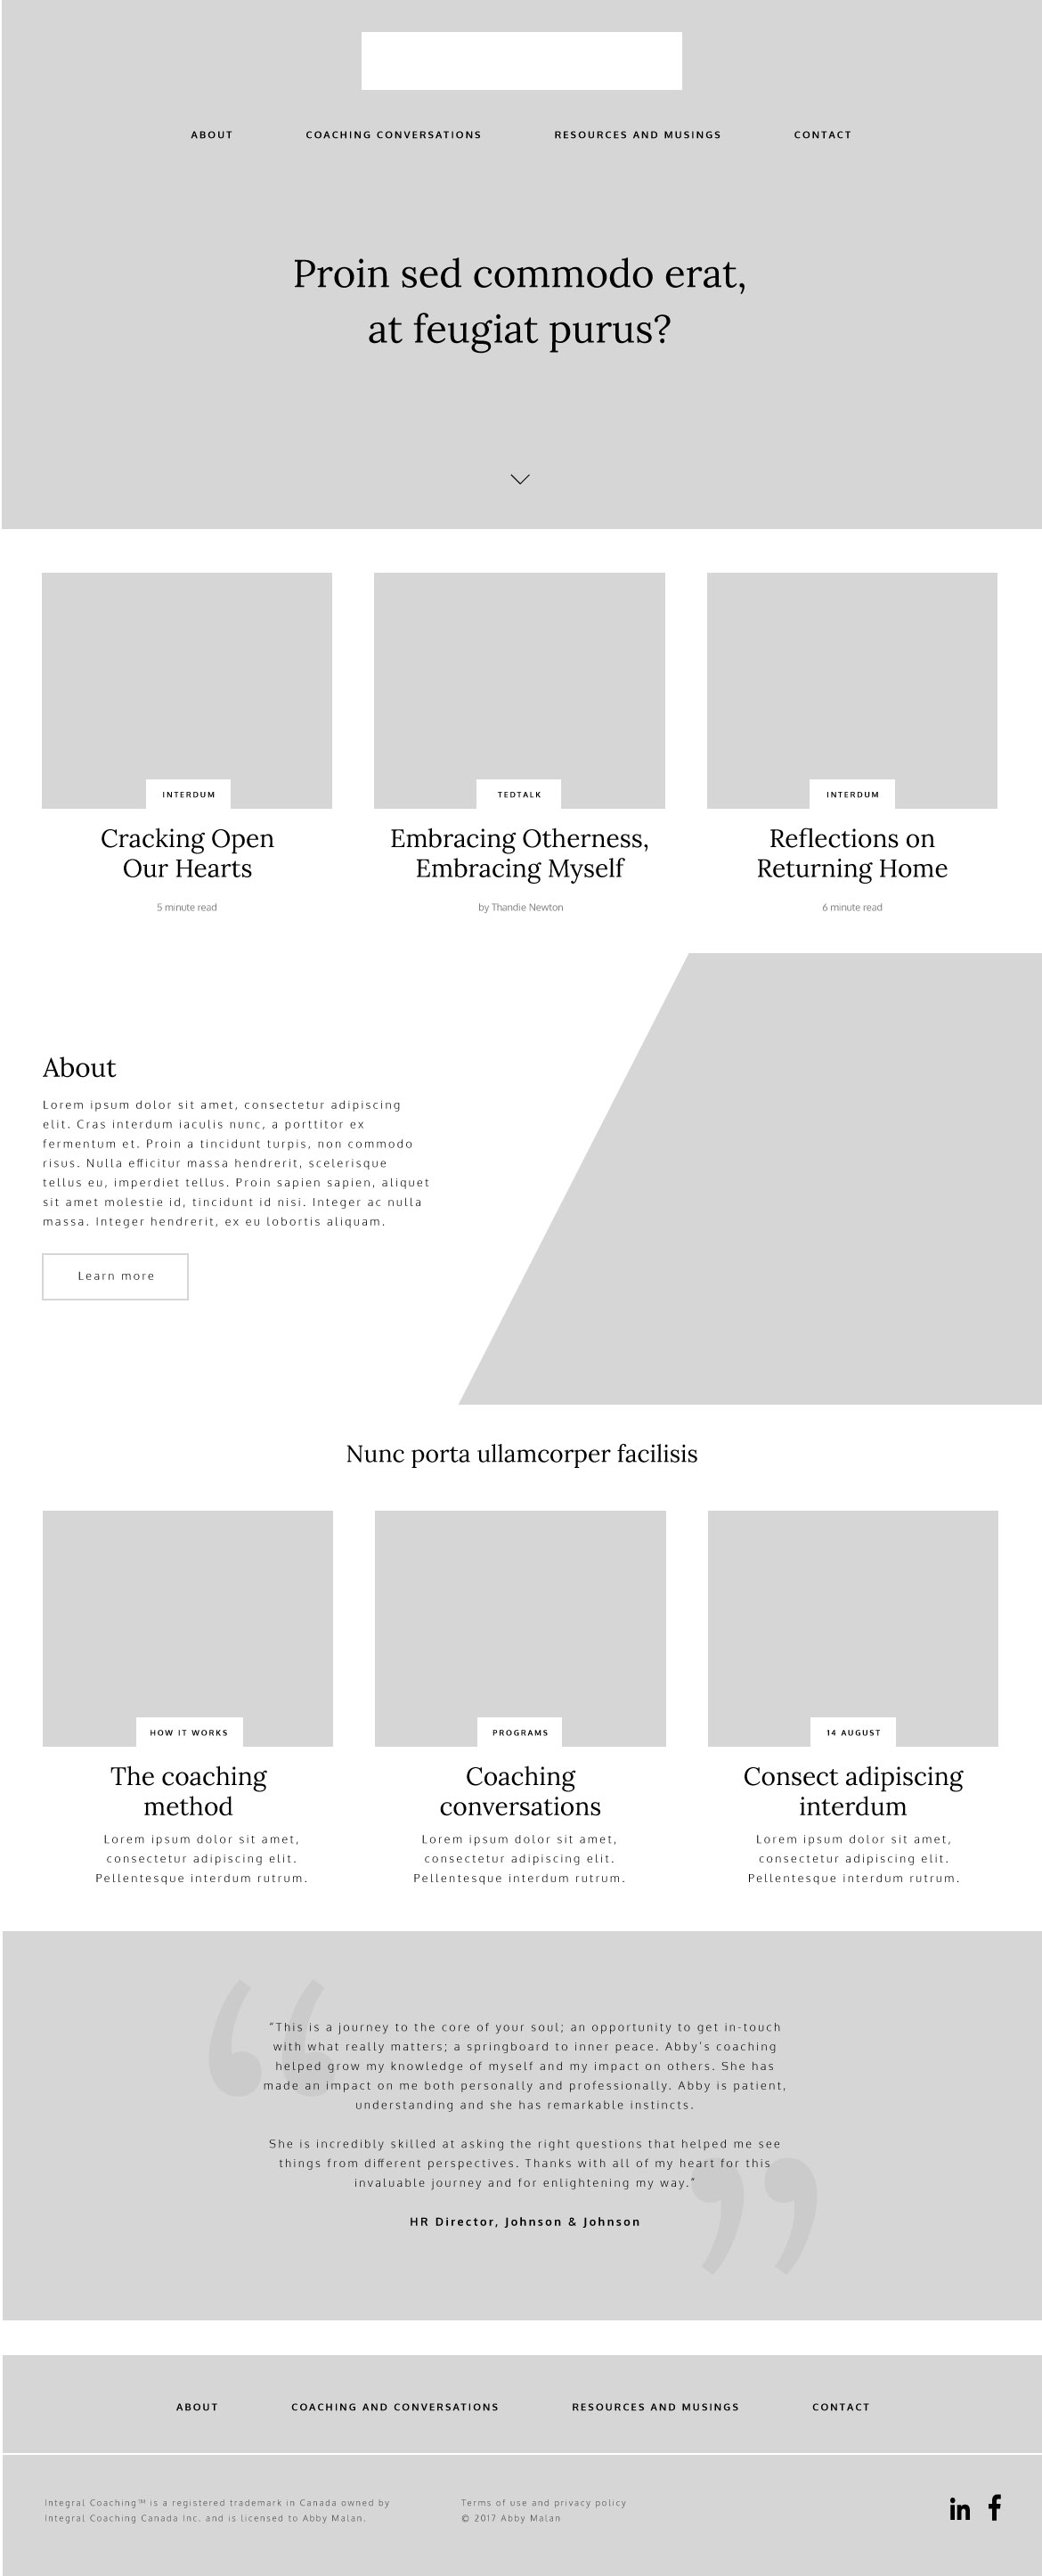 ABOUT COACHING CONVERSATIONS RESOURCES AND MUSINGS CONTACT
Proin sed commodo erat,
at feugiat purus?
INTERDUM
Cracking Open
Our Hearts
5 minute read
TEDTALK
Embracing Otherness,
Embracing Myself
by Thandie Newton
INTERDUM
Reflections on
Returning Home
6 minute read
About
Lorem ipsum dolor sit amet, consectetur adipiscing
elit. Cras interdum iaculis nunc, a porttitor ex
fermentum et. Proin a tincidunt turpis, non commodo
risus. Nulla efficitur massa hendrerit, scelerisque
tellus eu, imperdiet tellus. Proin sapien sapien, aliquet
sit amet molestie id, tincidunt id nisi. Integer ac nulla
massa. Integer hendrerit, ex eu lobortis aliquam.
Learn more
Nunc porta ullamcorper facilisis
HOW IT WORKS
The coaching
method
Lorem ipsum dolor sit amet,
consectetur adipiscing elit.
Pellentesque interdum rutrum.
PROGRAMS
Coaching
conversations
Lorem ipsum dolor sit amet,
consectetur adipiscing elit.
Pellentesque interdum rutrum.
14 AUGUST
Consect adipiscing
interdum
Lorem ipsum dolor sit amet,
consectetur adipiscing elit.
Pellentesque interdum rutrum.
“This is a journey to the core of your soul; an opportunity to get in-touch
with what really matters; a springboard to inner peace. Abby’s coaching
helped grow my knowledge of myself and my impact on others. She has
made an impact on me both personally and professionally. Abby is patient,
understanding and she has remarkable instincts.
She is incredibly skilled at asking the right questions that helped me see
things from different perspectives. Thanks with all of my heart for this
invaluable journey and for enlightening my way.”
HR Director, Johnson & Johnson
ABOUT COACHING AND CONVERSATIONS RESOURCES AND MUSINGS CONTACT
Integral Coaching™ is a registered trademark in Canada owned by
Integral Coaching Canada Inc. and is licensed to Abby Malan.
Terms of use and privacy policy
© 2017 Abby Malan
in f